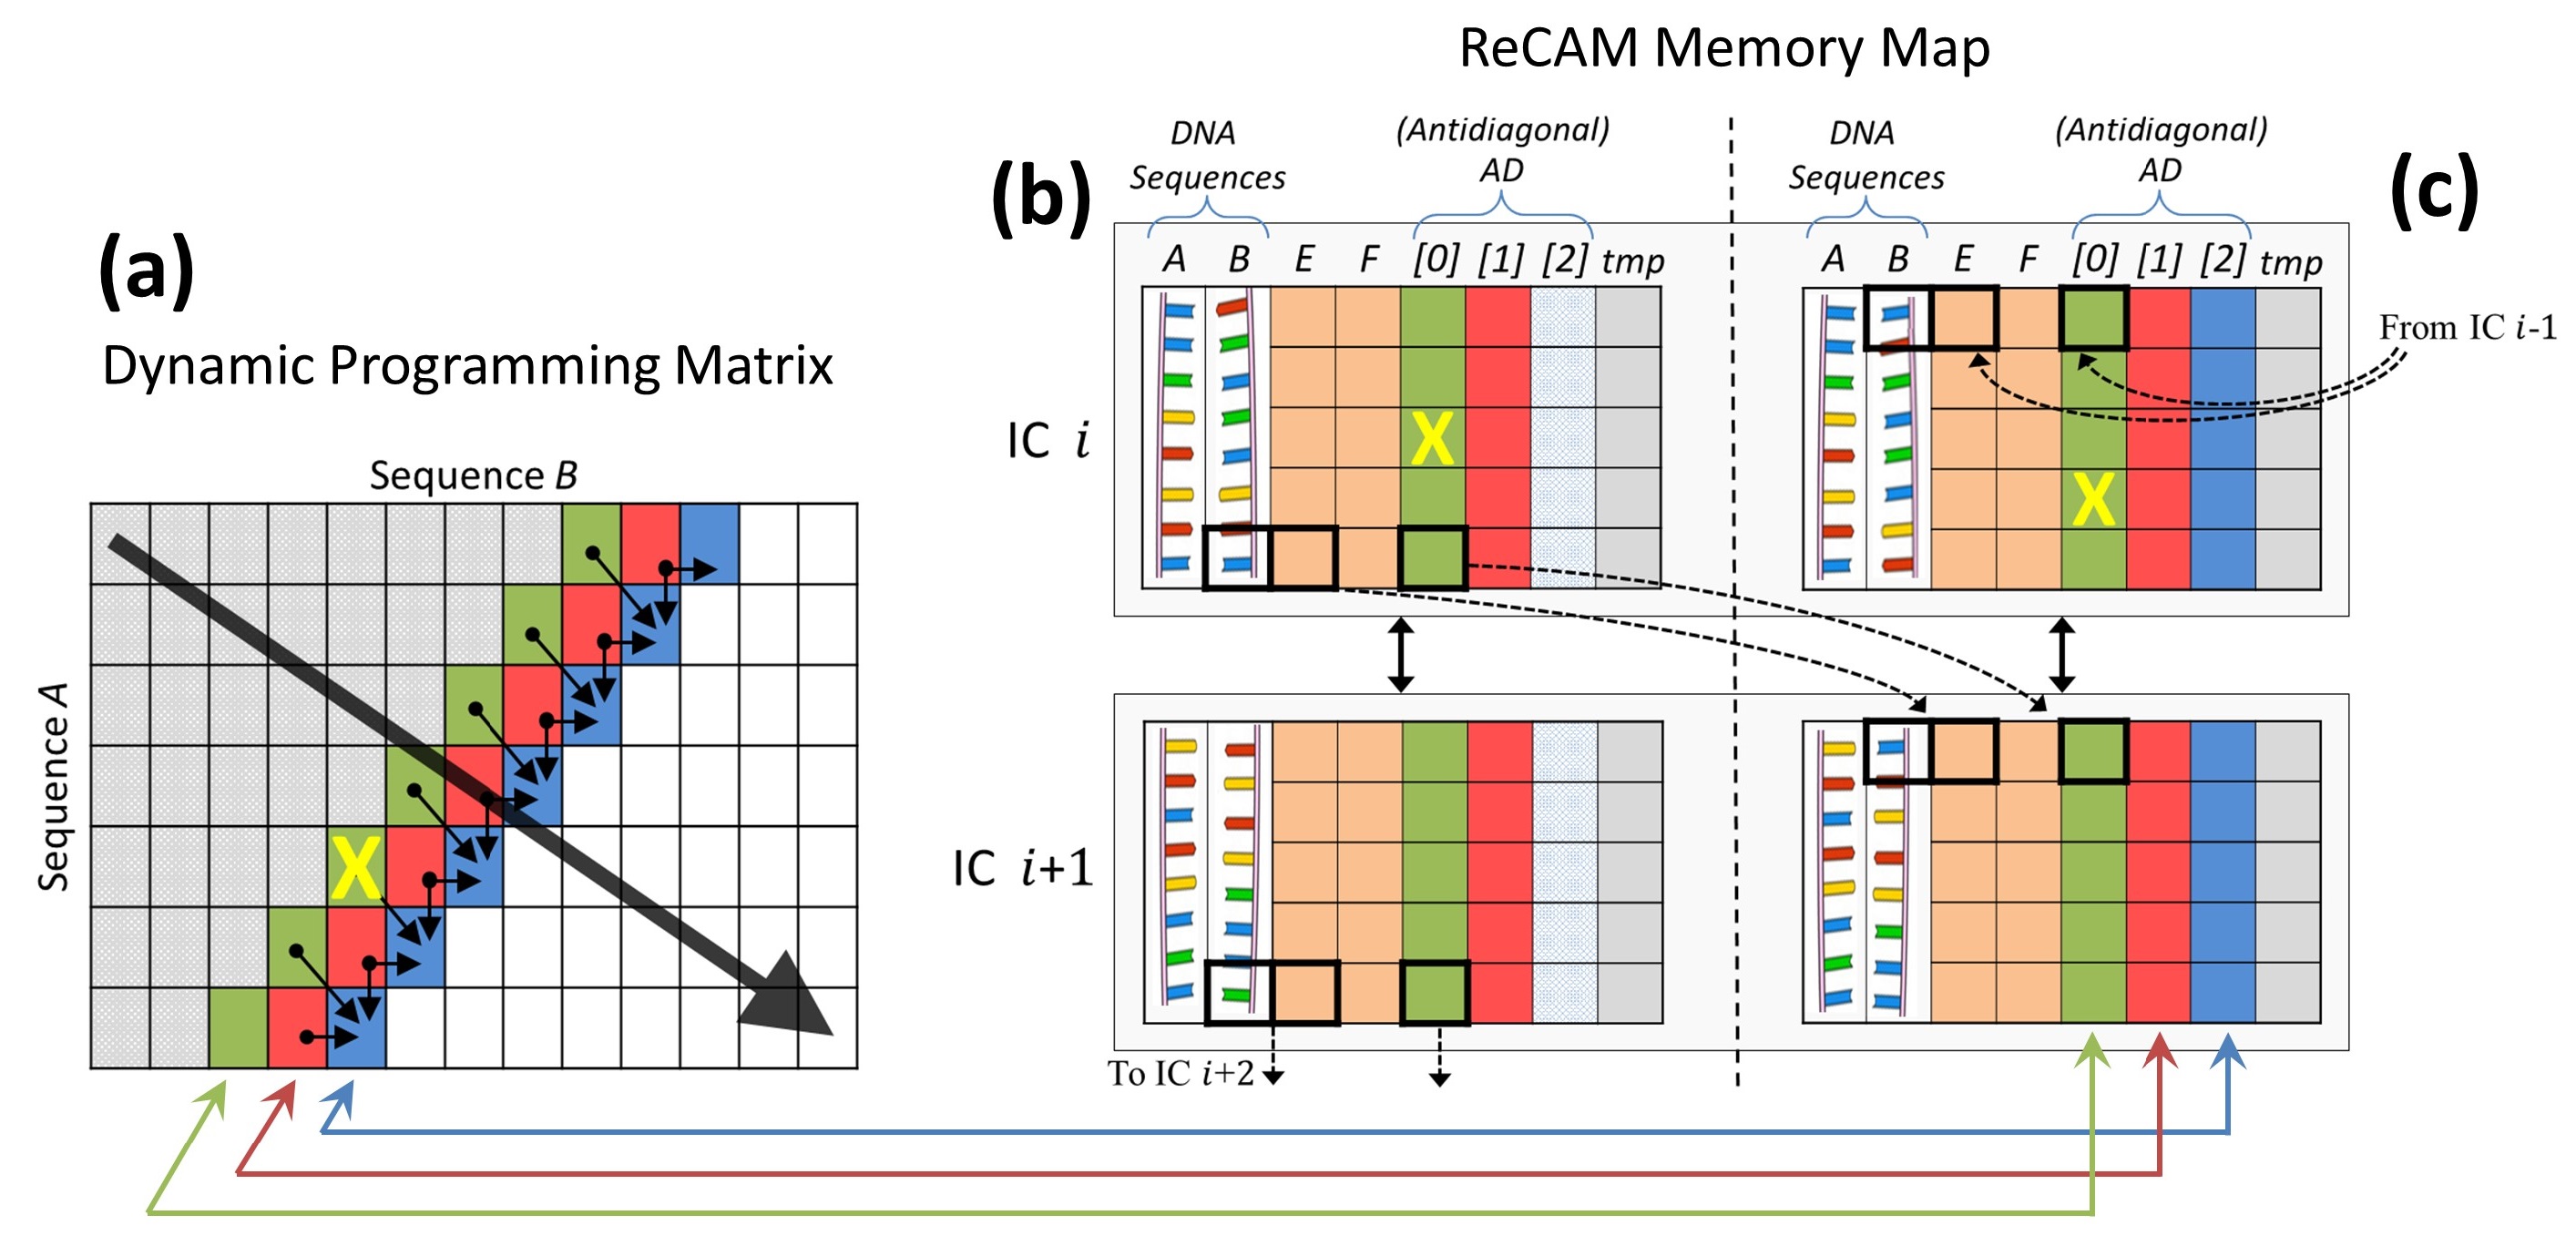 ReCAM Memory Map
(a)
Dynamic Programming Matrix
Sequence B
Sequence A
X
(b)
DNA
Sequences
(Antidiagonal)
AD
A B E F [0] [1] [2] tmp
IC i
X
IC i+1
To IC i+2
(c)
DNA
Sequences
(Antidiagonal)
AD
A B E F [0] [1] [2] tmp
From IC i-1
X